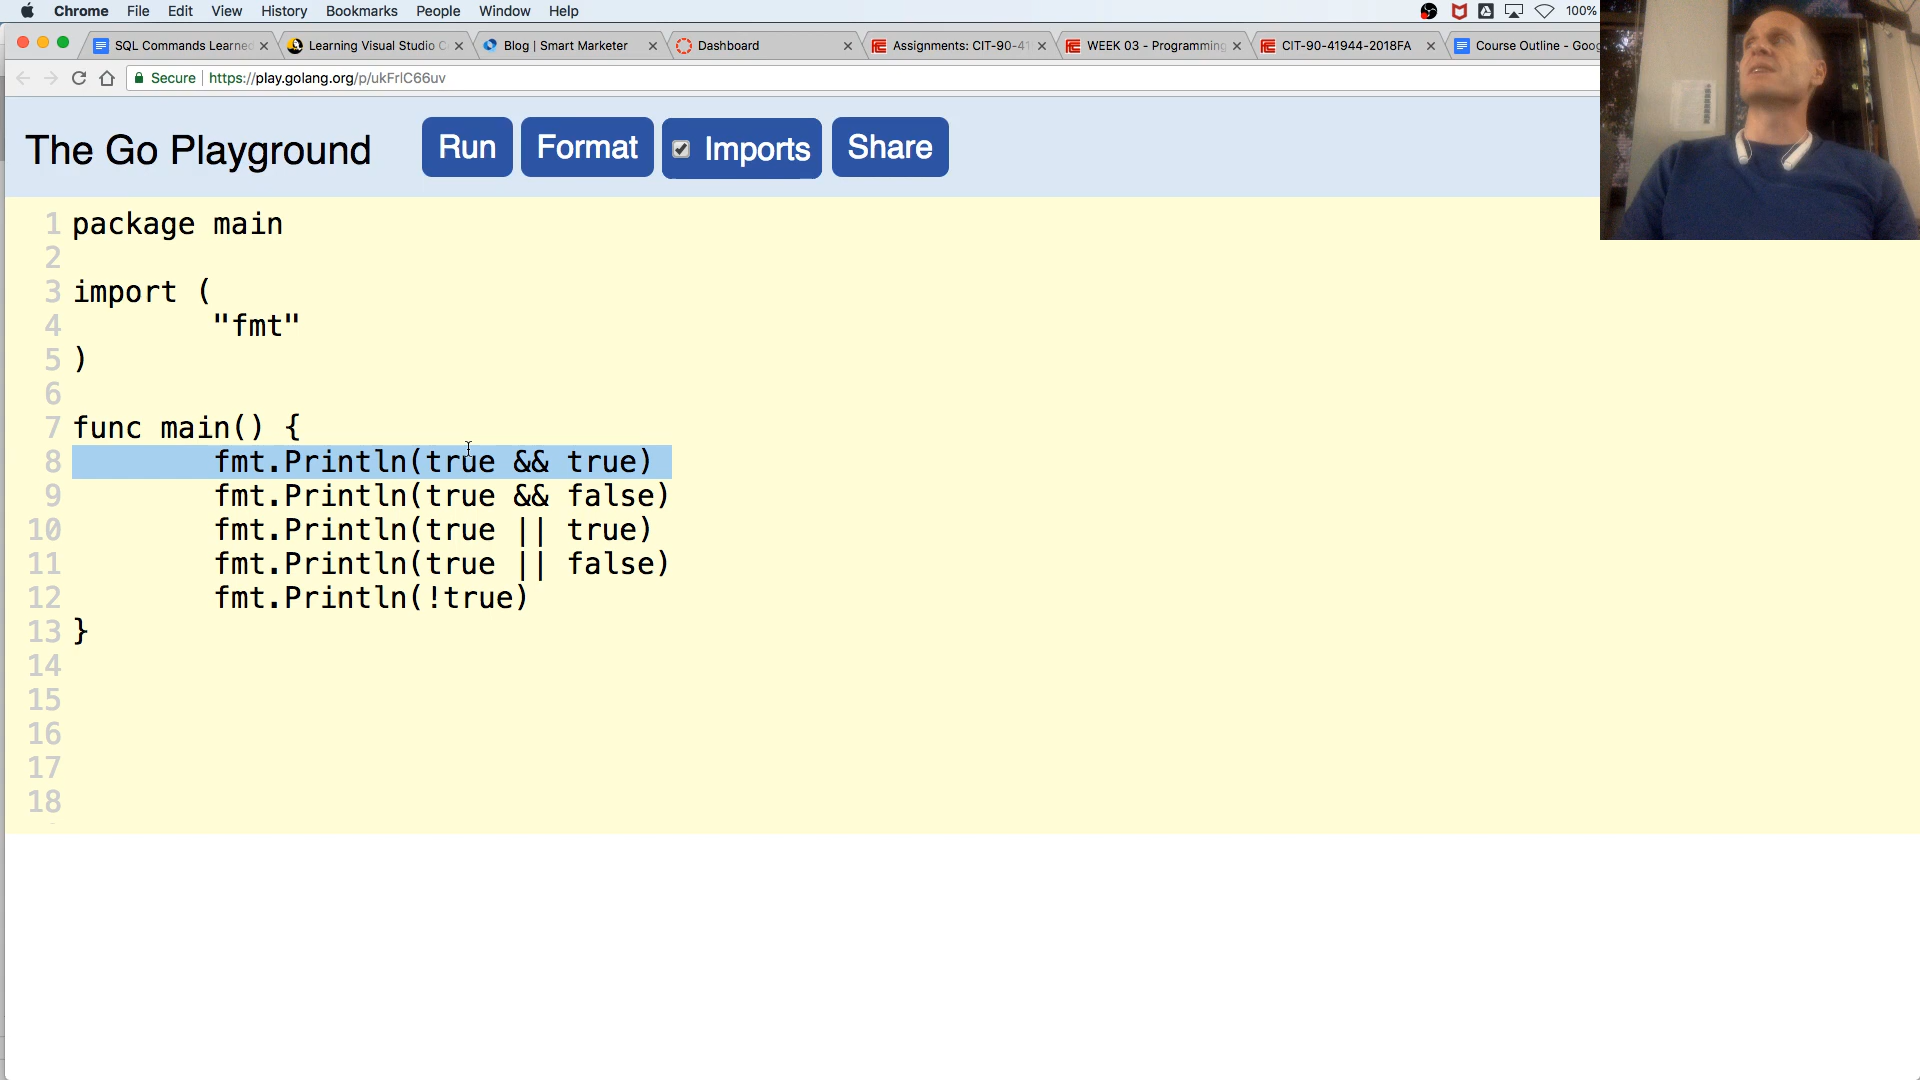 Chrome File Edit View History Bookmarks People Window Help 100%
SQL Commands Learned Learning Visual Studio C Blog | Smart Marketer Dashboard Assignments: CIT-90-41 WEEK 03 - Programming CIT-90-41944-2018FA Course Outline - Goog
Secure https://play.golang.org/p/ukFrlC66uv
The Go Playground Run Format Imports Share
1 package main
2
3 import (
4 "fmt"
5 )
6
7 func main() {
8 fmt.Println(true && true)
9 fmt.Println(true && false)
10 fmt.Println(true || true)
11 fmt.Println(true || false)
12 fmt.Println(!true)
13 }
14
15
16
17
18